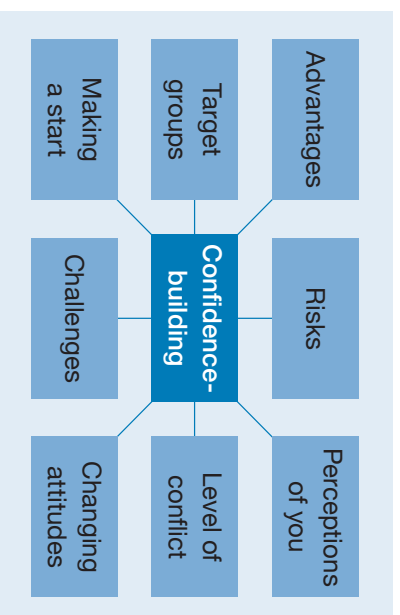 Advantages
Risks
Perceptions
of you
Target
groups
Confidence-
building
Level of
conflict
Making
a start
Challenges
Changing
attitudes